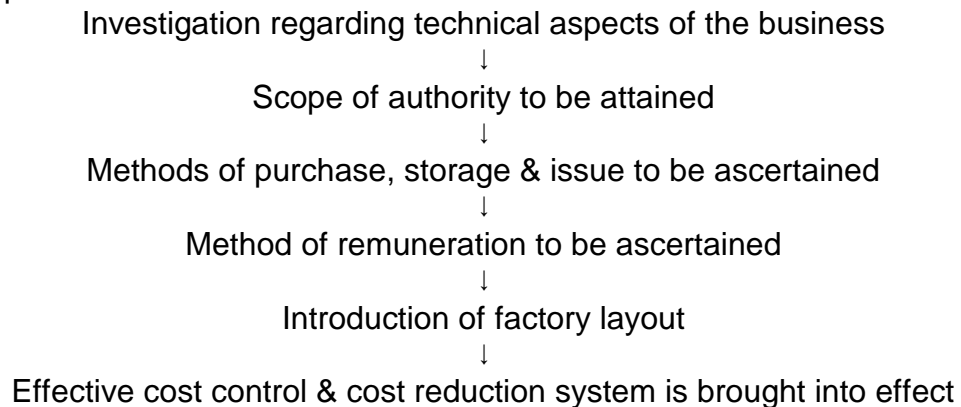 Investigation regarding technical aspects of the business
↓
Scope of authority to be attained
↓
Methods of purchase, storage & issue to be ascertained
↓
Method of remuneration to be ascertained
↓
Introduction of factory layout
↓
Effective cost control & cost reduction system is brought into effect